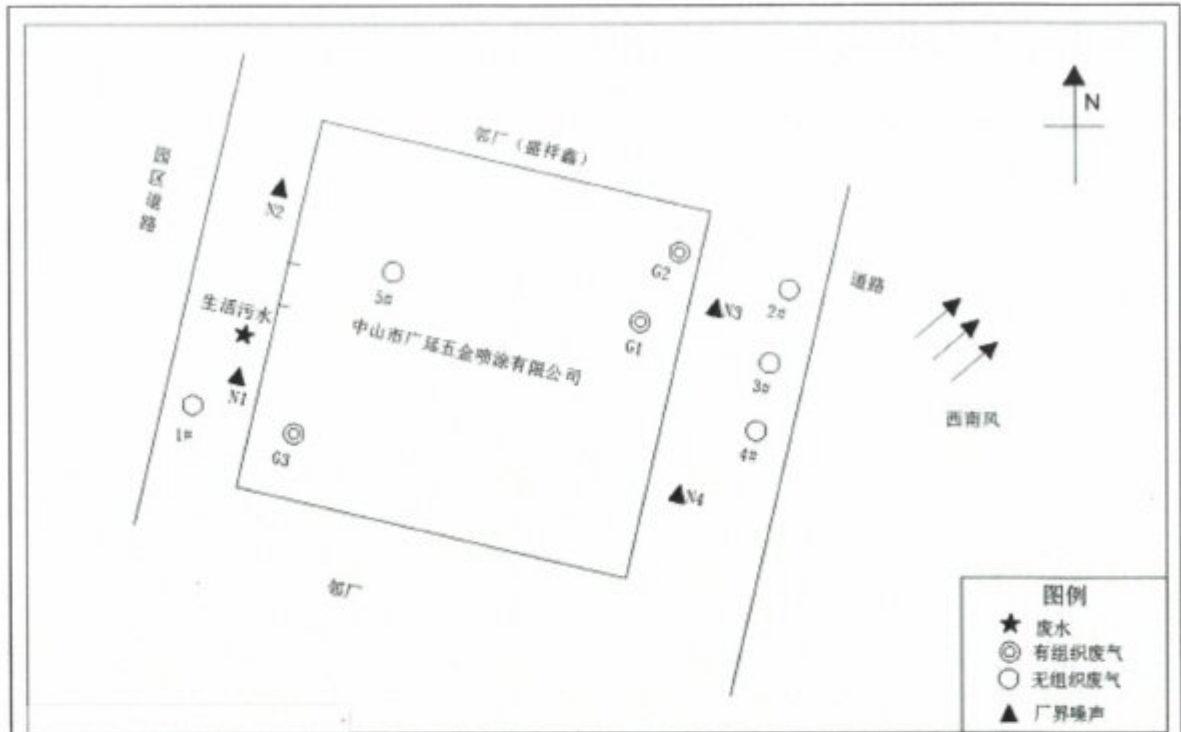 N
邻厂（盛祥鑫）
园区道路
N2
G2
5#
道路
2#
生活污水
N3
G1
中山市广延五金喷涂有限公司
3#
N1
西南风
1#
4#
G3
N4
邻厂
图例
废水
有组织废气
无组织废气
厂界噪声